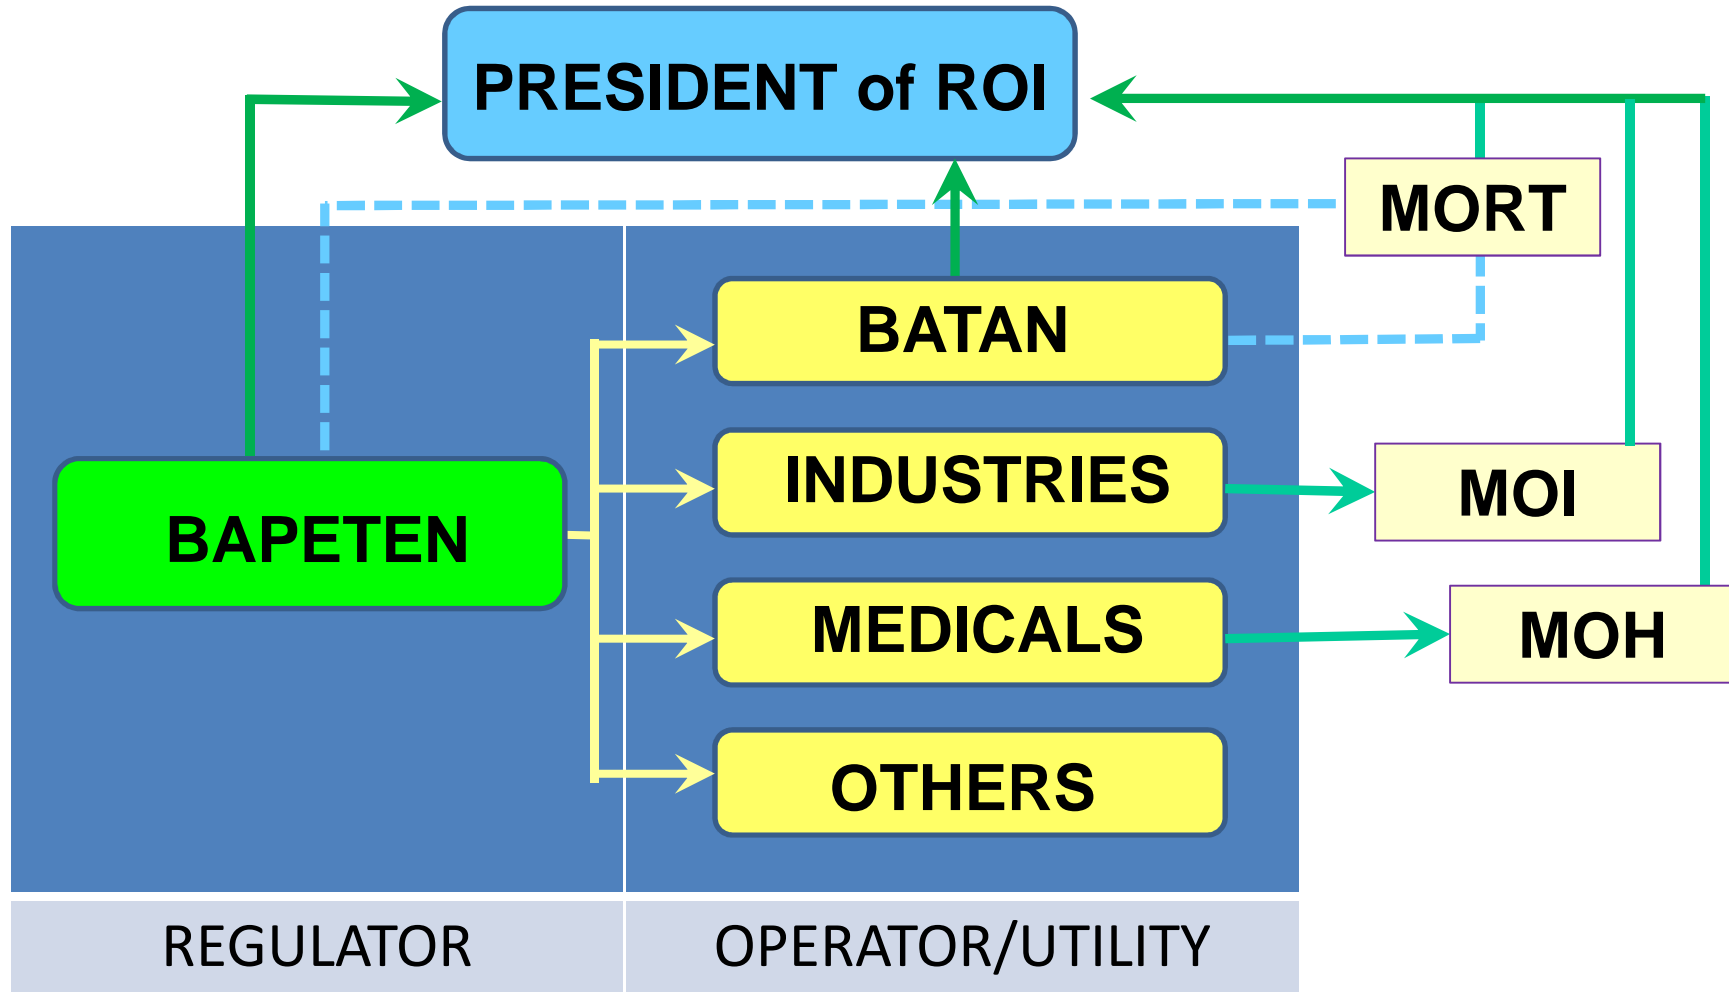 PRESIDENT of ROI
MORT
BATAN
INDUSTRIES
MOI
BAPETEN
MEDICALS
MOH
OTHERS
REGULATOR
OPERATOR/UTILITY